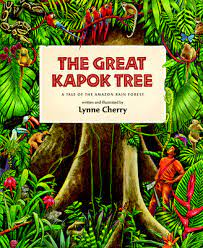 THE GREAT
KAPOK TREE
A TALE OF THE AMAZON RAIN FOREST
written and illustrated by
Lynne Cherry